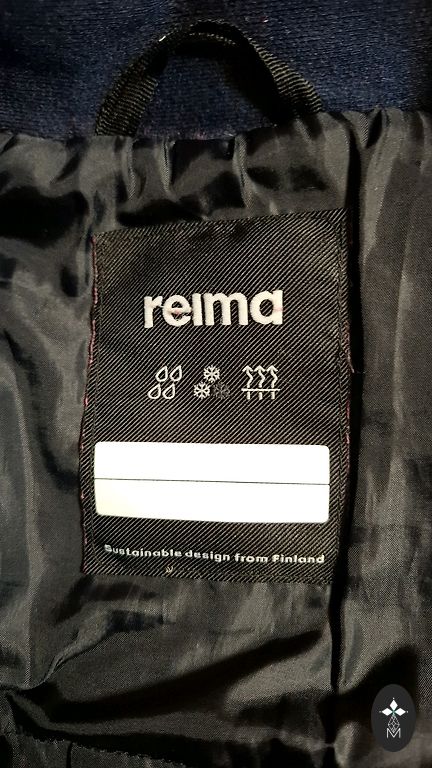 reima
Sustainable design from Finland
M